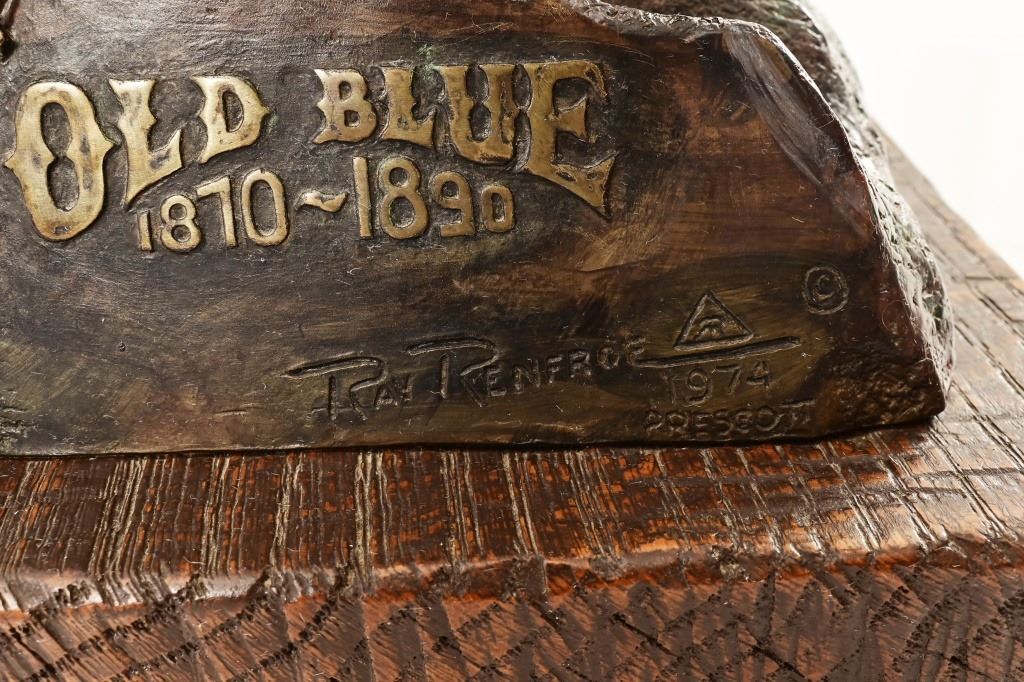 OLD BLUE
1870~1890
©
RAY RENFROE
1974
PRESCOTT